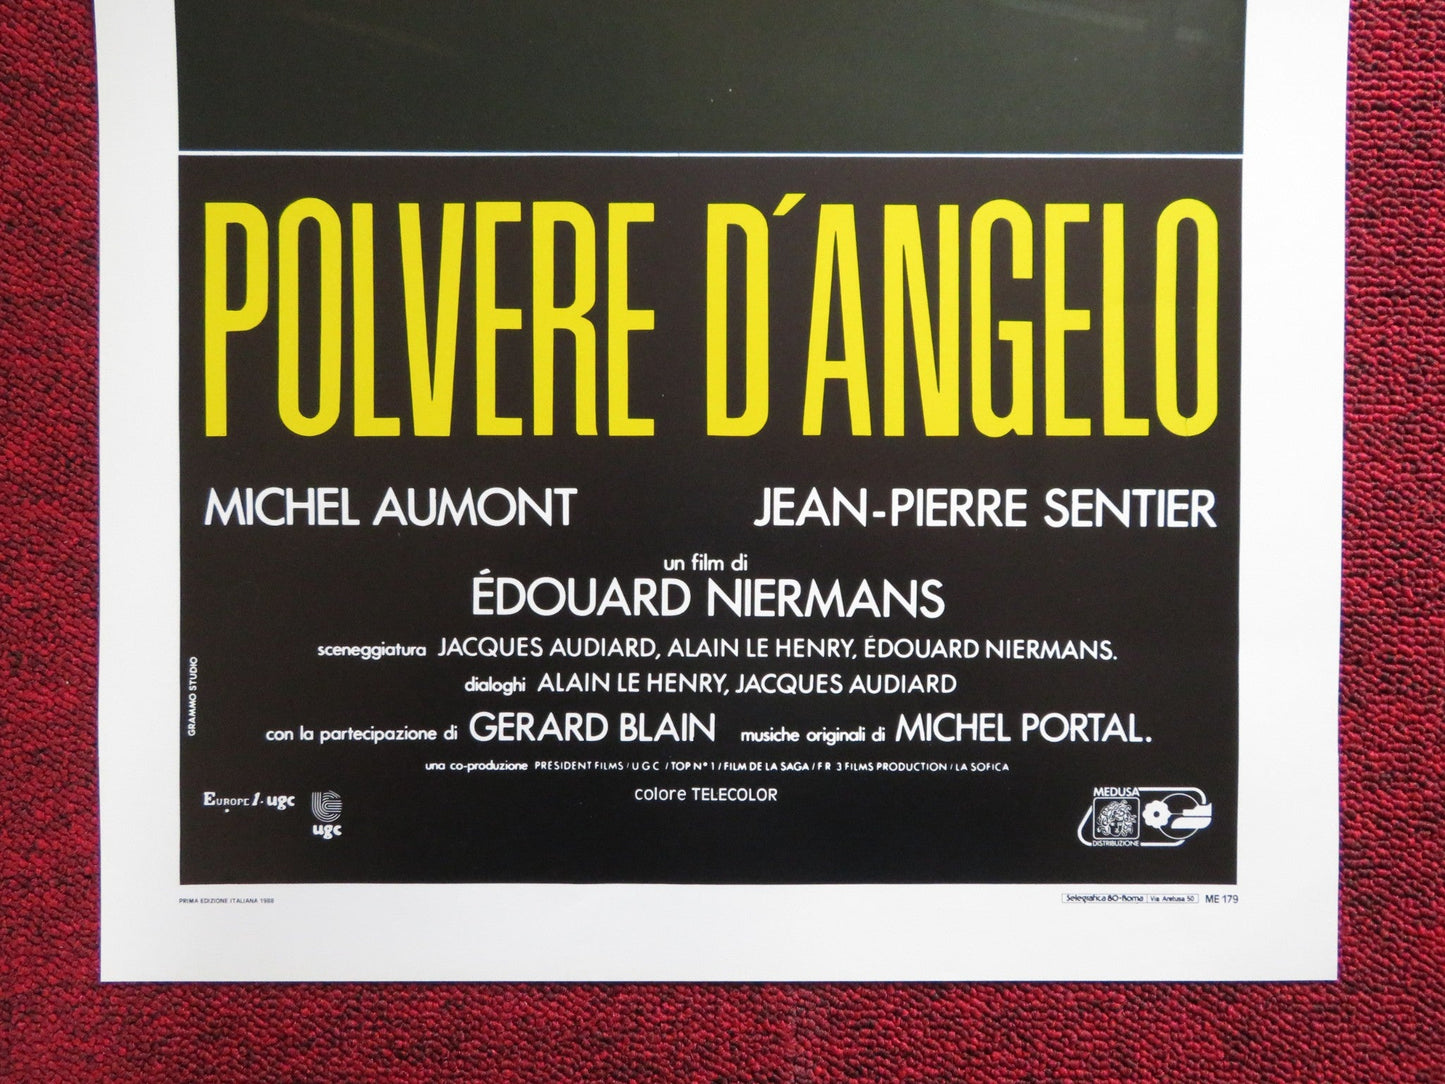 POLVERE D´ANGELO
MICHEL AUMONT JEAN-PIERRE SENTIER
un film di
ÉDOUARD NIERMANS
sceneggiatura JACQUES AUDIARD, ALAIN LE HENRY, ÉDOUARD NIERMANS.
dialoghi ALAIN LE HENRY, JACQUES AUDIARD
con la partecipazione di GERARD BLAIN musiche originali di MICHEL PORTAL.
una co-produzione PRESIDENT FILMS / U G C / TOP N° 1 / FILM DE LA SAGA / F R 3 FILMS PRODUCTION / LA SOFICA
colore TELECOLOR
GRAMMO STUDIO
EUROPE 1 · ugc
ugc
MEDUSA
DISTRIBUZIONE
PRIMA EDIZIONE ITALIANA 1988
Selegrafica 80-Roma Via Aretusa 50 ME 179